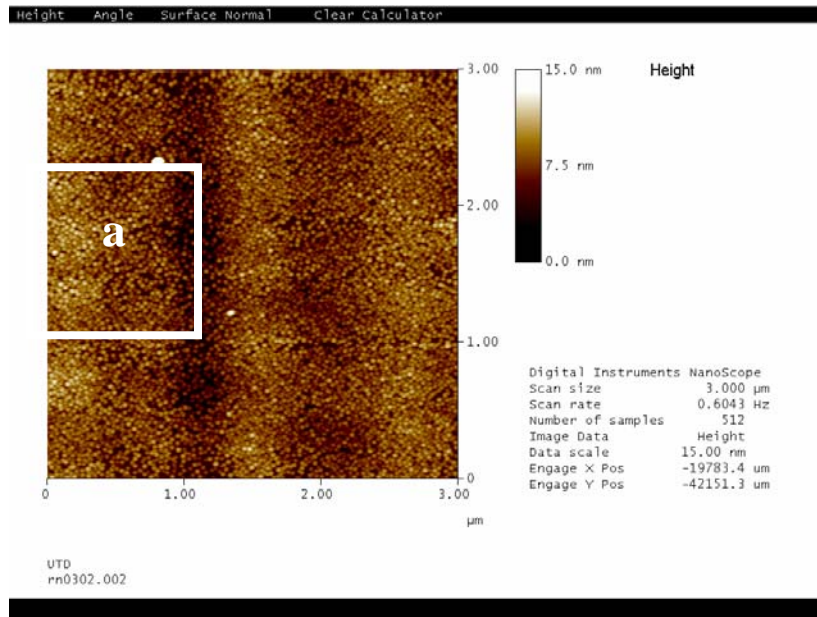 Height Angle Surface Normal Clear Calculator
3.00
15.0 nm
Height
7.5 nm
2.00
a
0.0 nm
1.00
Digital Instruments NanoScope
Scan size 3.000 µm
Scan rate 0.6043 Hz
Number of samples 512
Image Data Height
Data scale 15.00 nm
Engage X Pos -19783.4 um
Engage Y Pos -42151.3 um
0
0 1.00 2.00 3.00
µm
UTD
rn0302.002